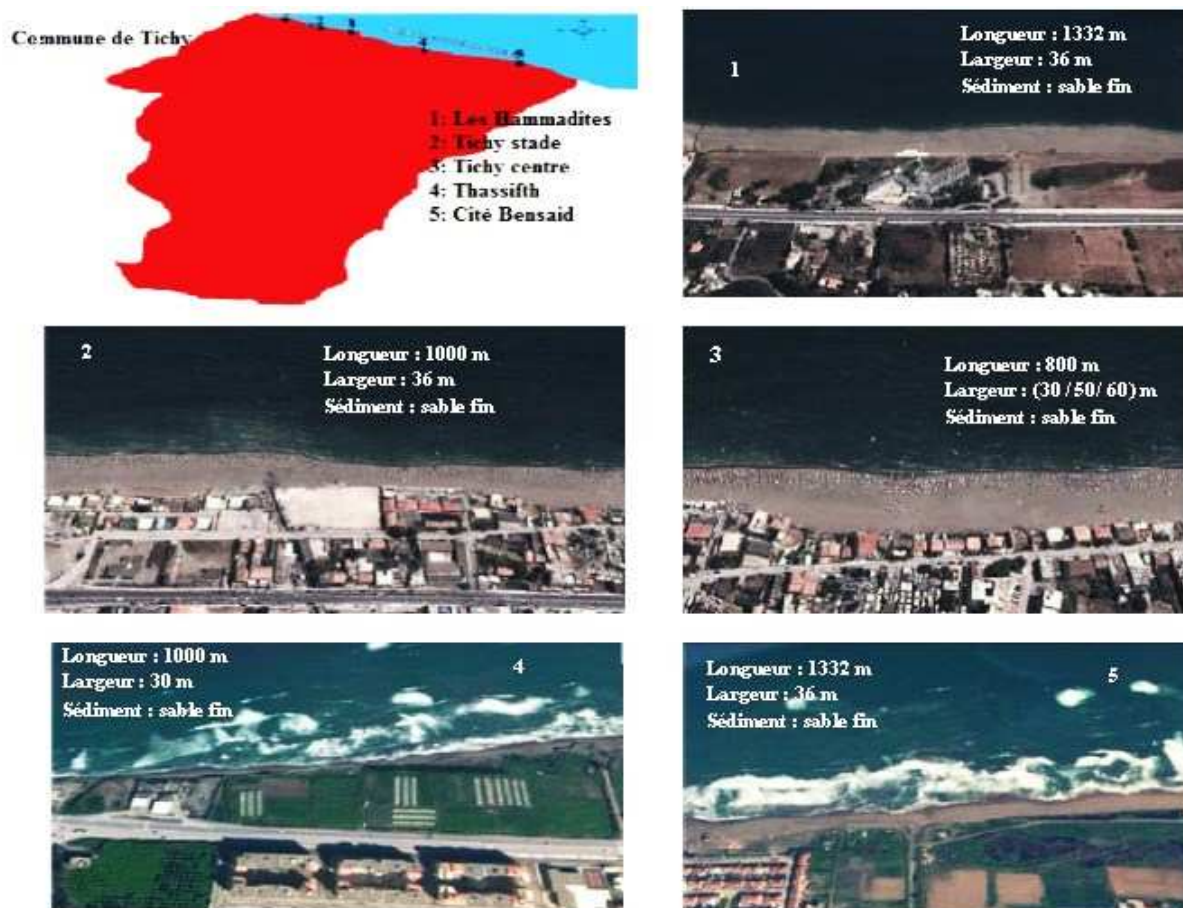 Commune de Tichy
1: Les Hammadites
2: Tichy stade
3: Tichy centre
4: Thassifth
5: Cité Bensaid
1
Longueur : 1332 m
Largeur : 36 m
Sédiment : sable fin
2
Longueur : 1000 m
Largeur : 36 m
Sédiment : sable fin
3
Longueur : 800 m
Largeur : (30 / 50/ 60) m
Sédiment : sable fin
Longueur : 1000 m
Largeur : 30 m
Sédiment : sable fin
4
Longueur : 1332 m
Largeur : 36 m
Sédiment : sable fin
5